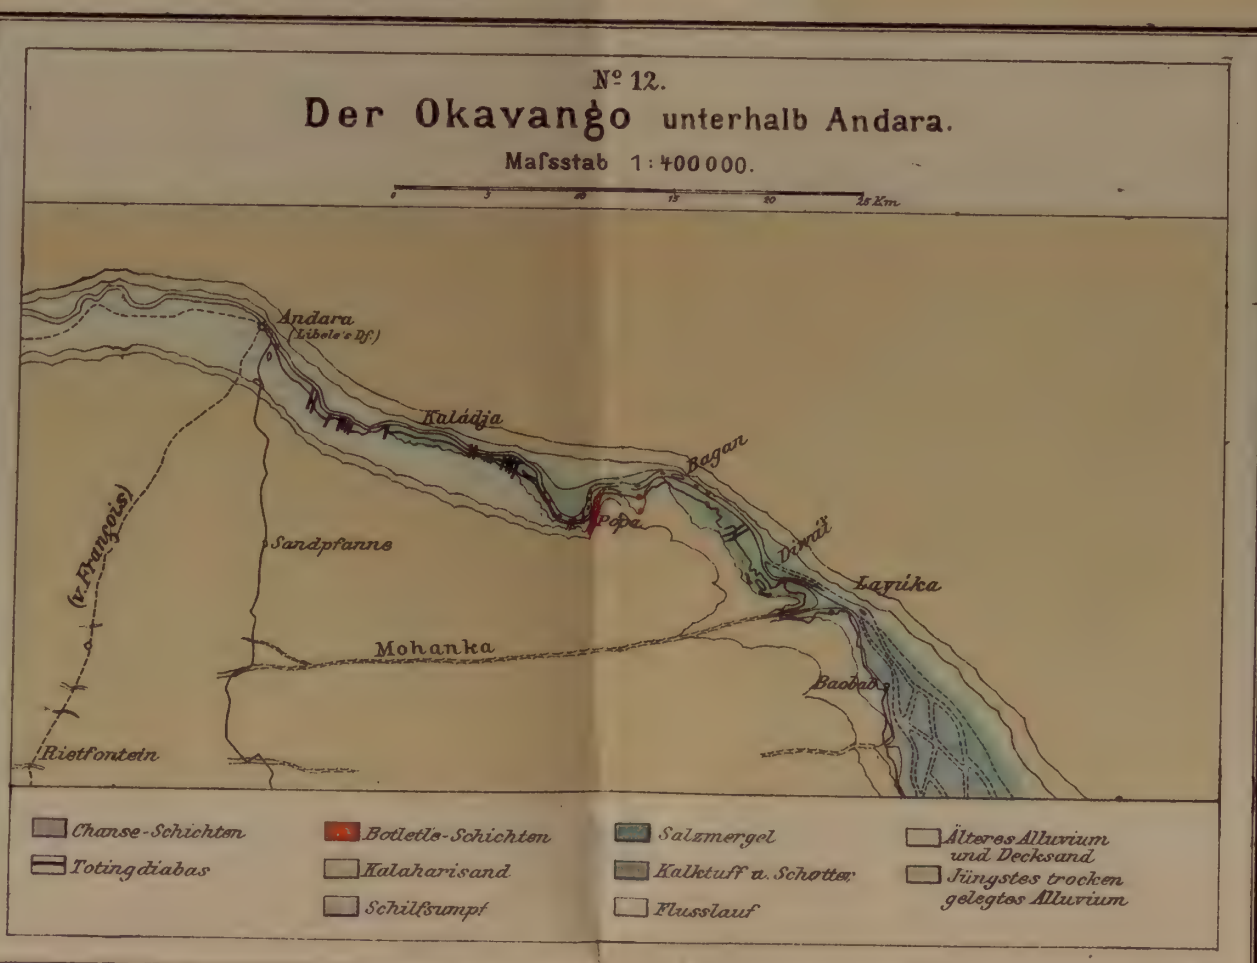 Nº 12.
Der Okavango unterhalb Andara.
Maſsstab 1:400000.
0 5 10 15 20 25 Km
Andara
(Libele's Df.)
Kaládja
Bagan
Popa
(v. François)
Sandpfanne
Layúka
Mohanka
Baobab
Rietfontein
Chanse-Schichten
Totingdiabas
Botletle-Schichten
Kalaharisand
Schilfsumpf
Salzmergel
Kalktuff u. Schotter
Flusslauf
Älteres Alluvium
und Decksand
Jüngstes trocken
gelegtes Alluvium